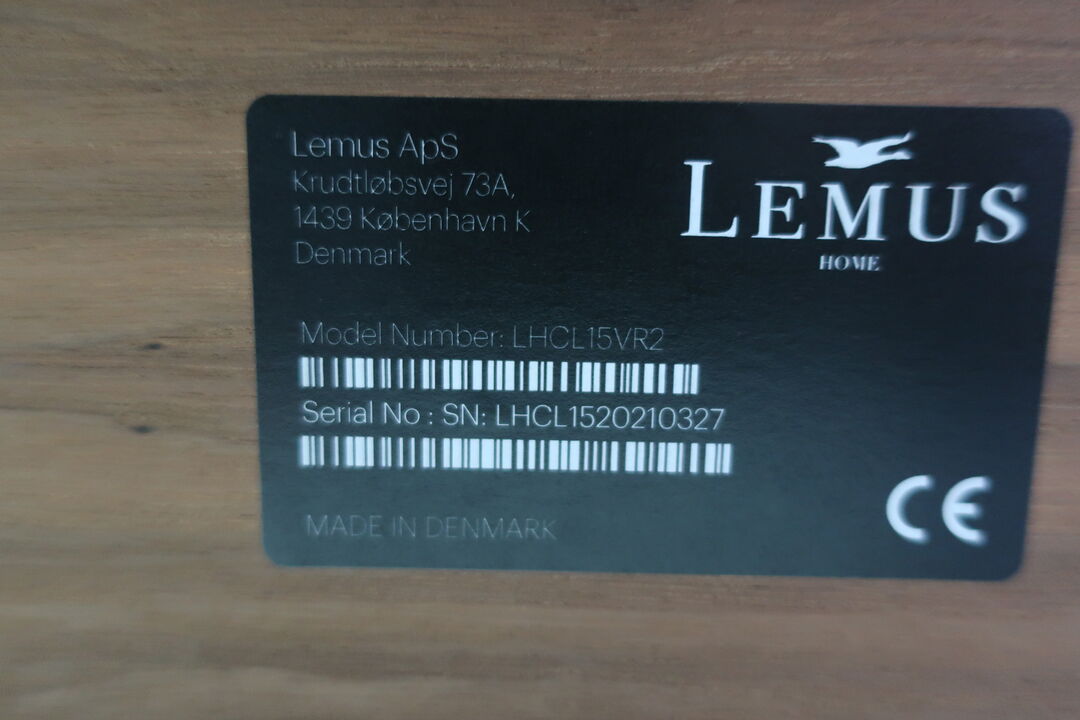 Lemus ApS
Krudtløbsvej 73A,
1439 København K
Denmark
LEMUS
HOME
Model Number: LHCL15VR2
Serial No : SN: LHCL1520210327
MADE IN DENMARK
CE